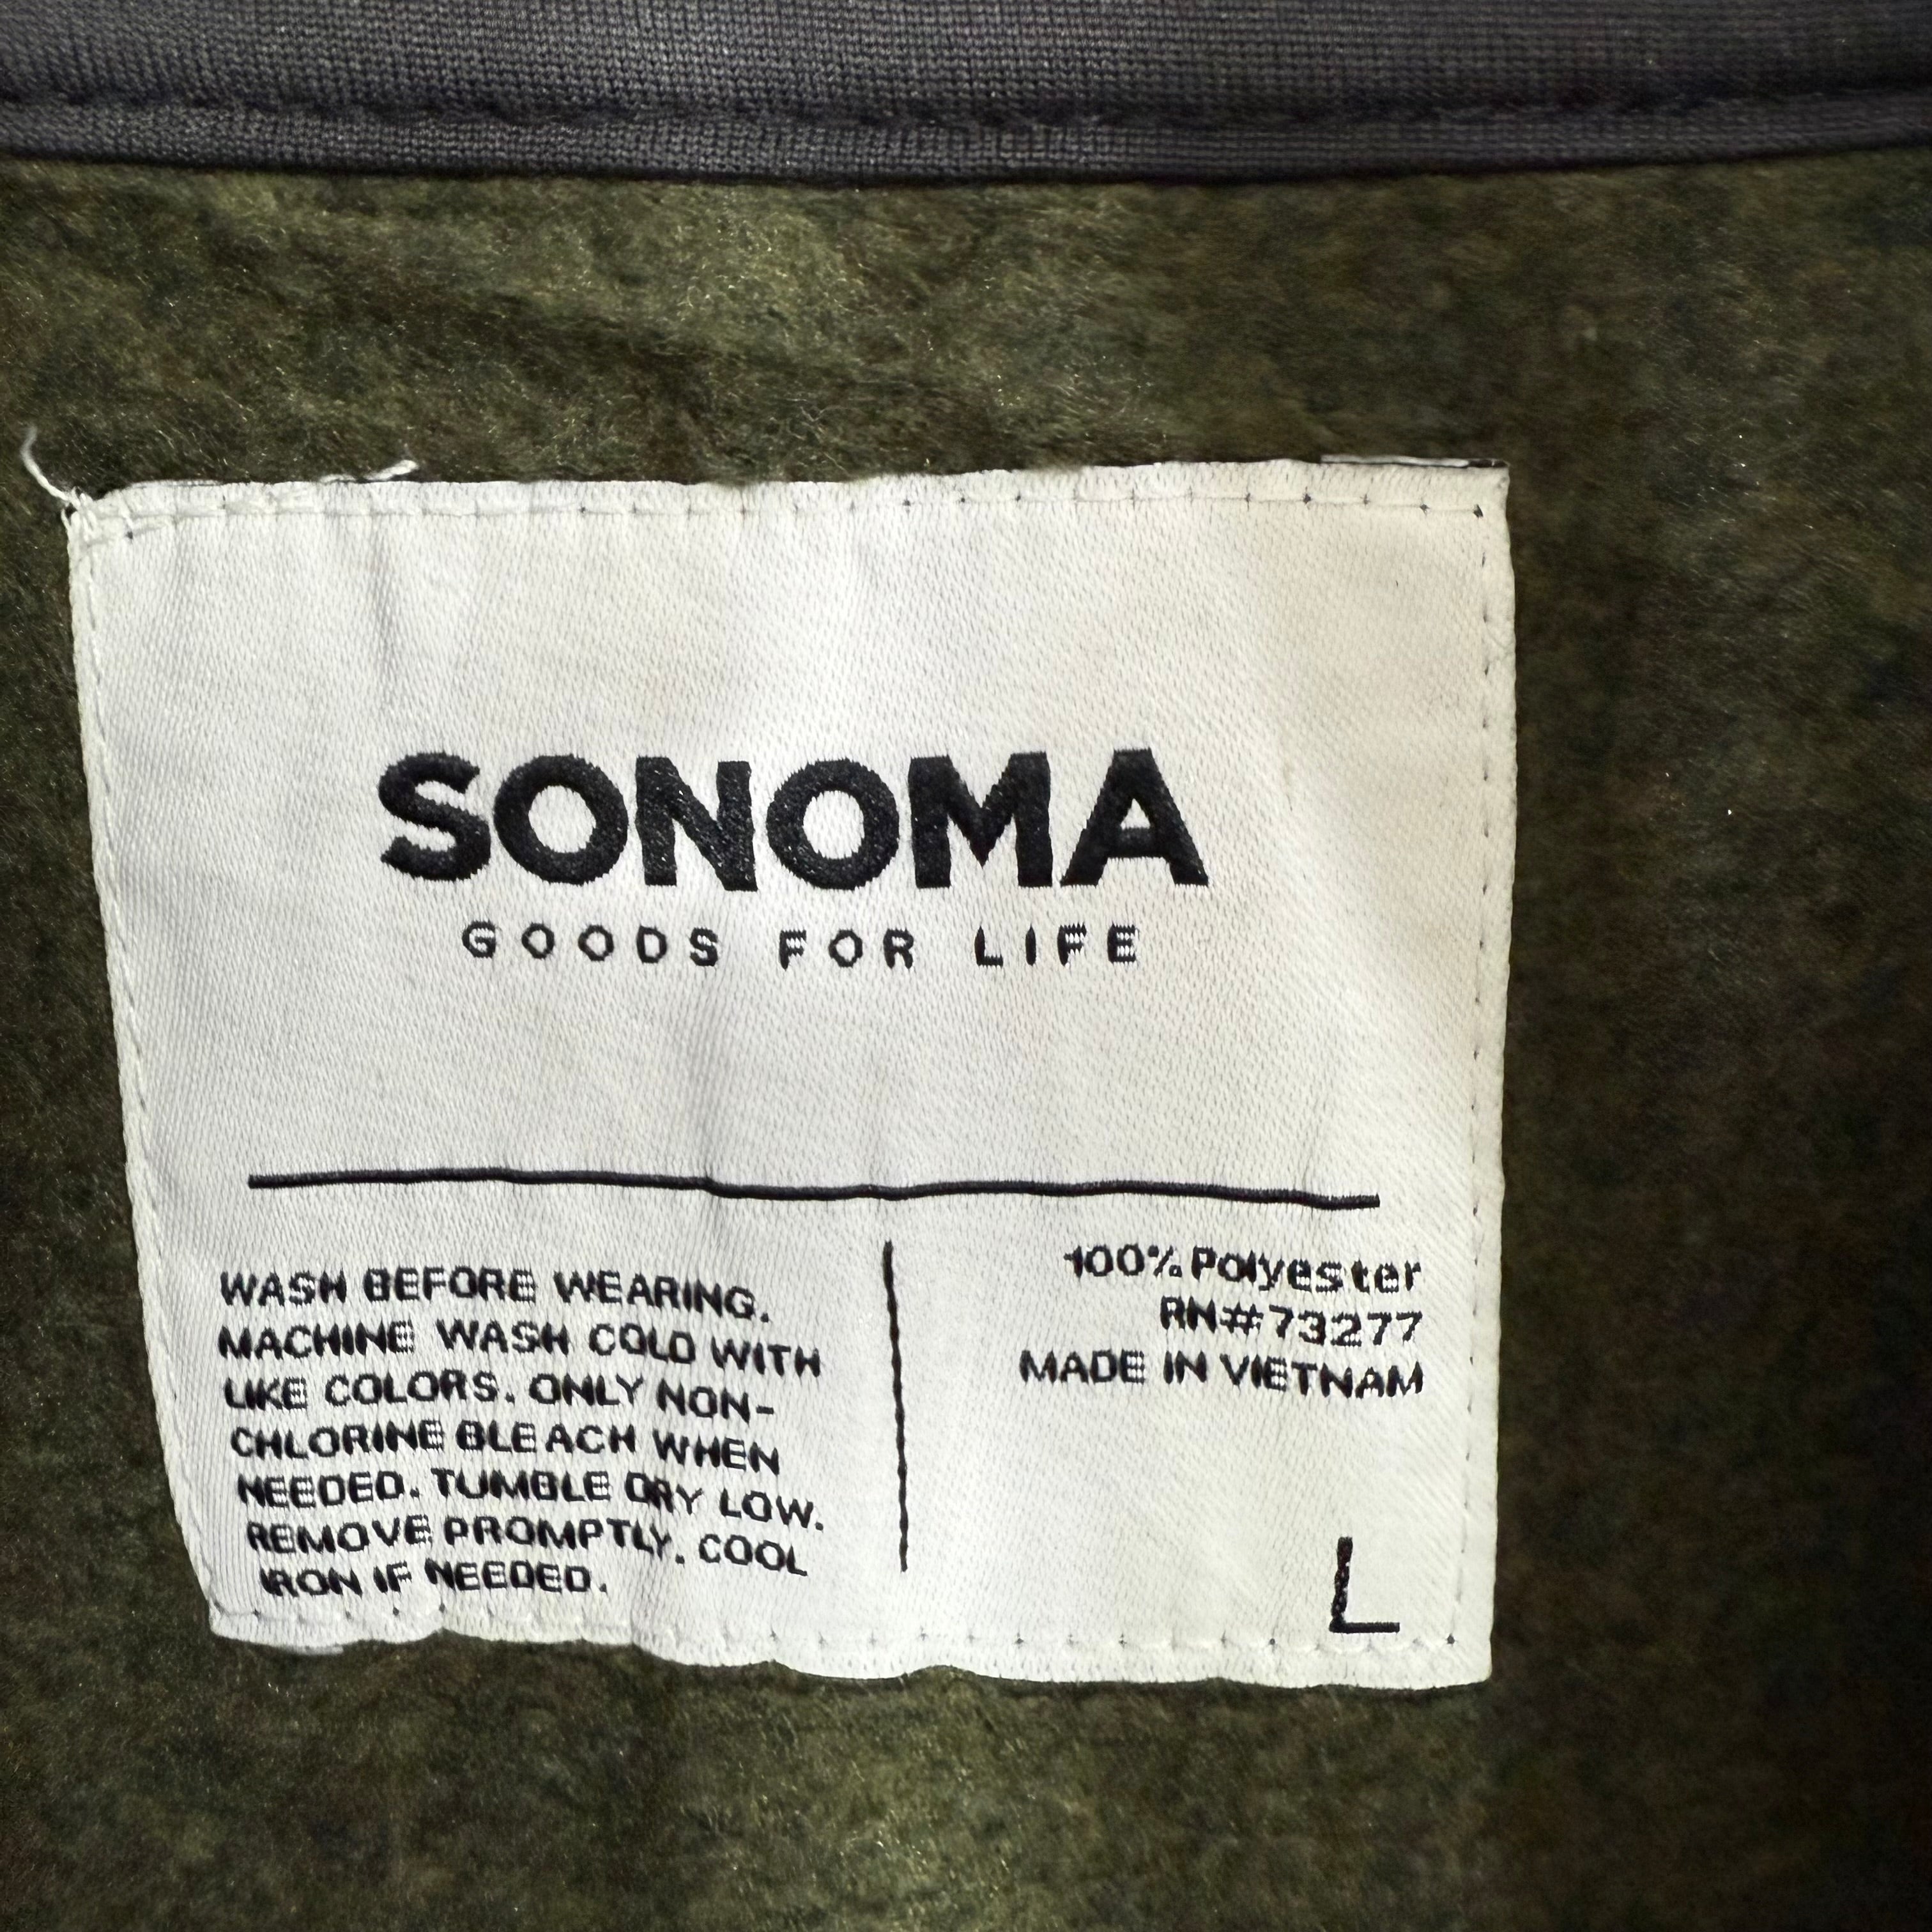 SONOMA
GOODS FOR LIFE
WASH BEFORE WEARING.
MACHINE WASH COLD WITH
LIKE COLORS. ONLY NON-
CHLORINE BLEACH WHEN
NEEDED. TUMBLE DRY LOW.
REMOVE PROMPTLY. COOL
IRON IF NEEDED.
100% Polyester
RN#73277
MADE IN VIETNAM
L